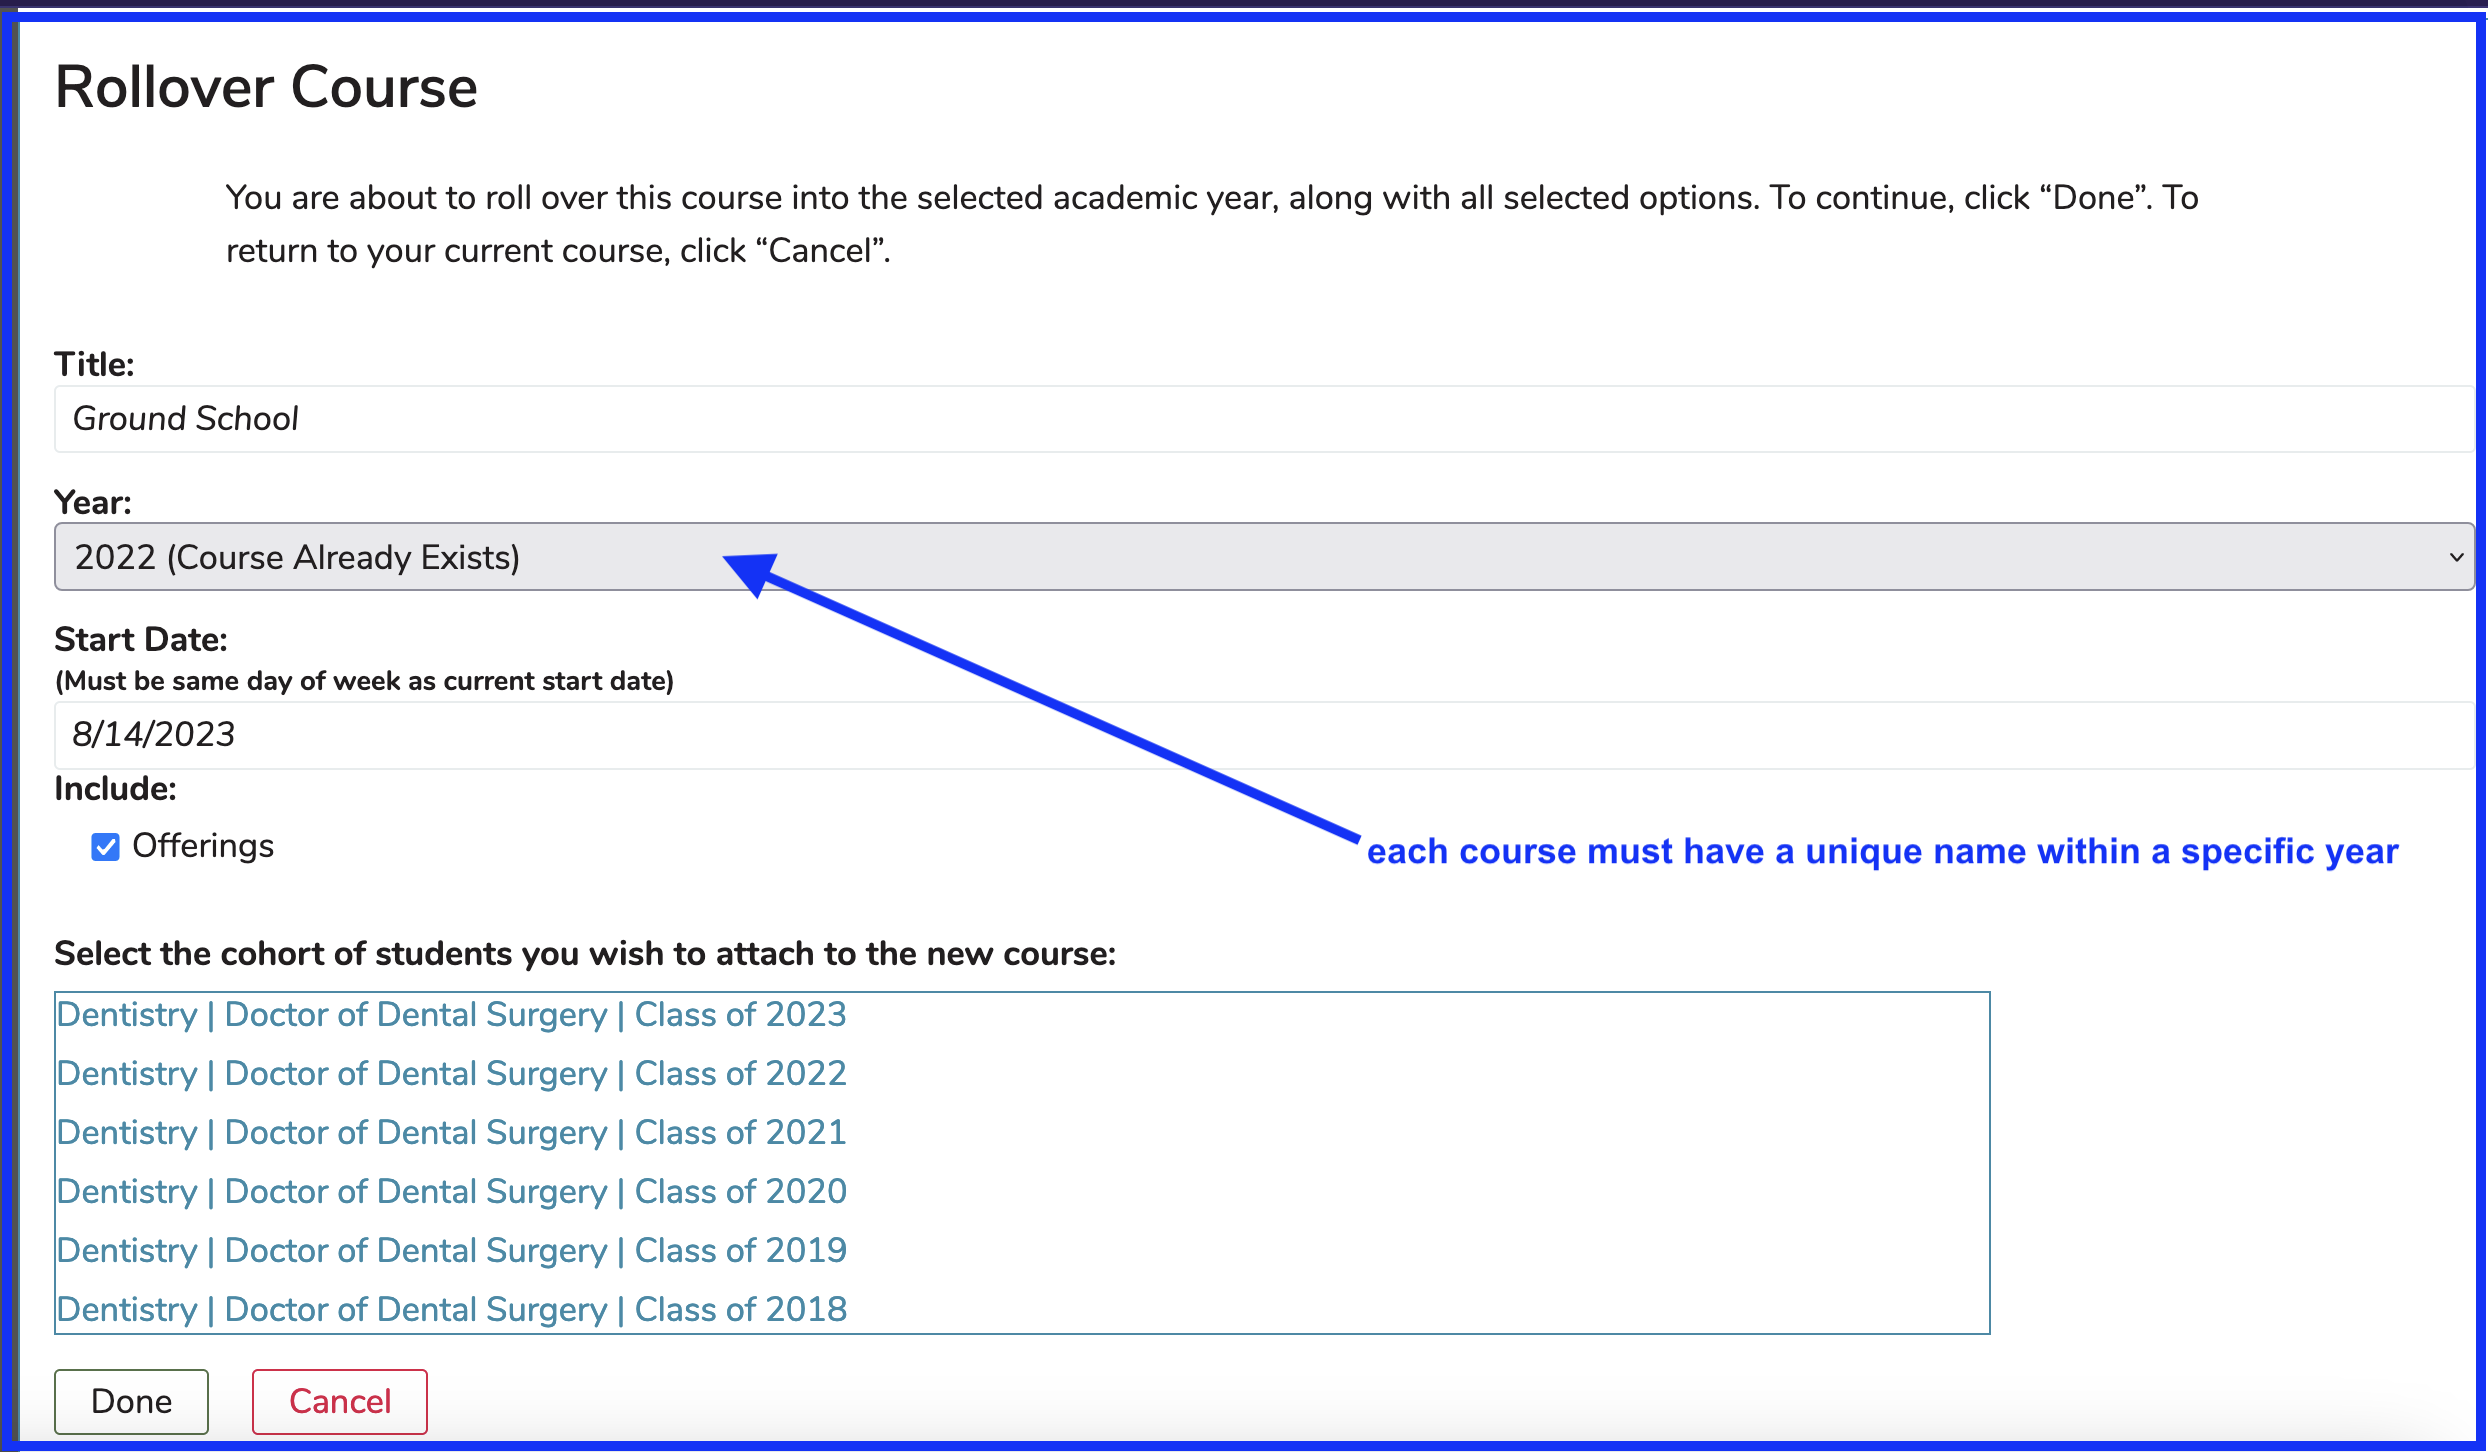 Rollover Course
You are about to roll over this course into the selected academic year, along with all selected options. To continue, click “Done”. To
return to your current course, click “Cancel”.
Title:
Ground School
Year:
2022 (Course Already Exists)
Start Date:
(Must be same day of week as current start date)
8/14/2023
Include:
Offerings
each course must have a unique name within a specific year
Select the cohort of students you wish to attach to the new course:
Dentistry | Doctor of Dental Surgery | Class of 2023
Dentistry | Doctor of Dental Surgery | Class of 2022
Dentistry | Doctor of Dental Surgery | Class of 2021
Dentistry | Doctor of Dental Surgery | Class of 2020
Dentistry | Doctor of Dental Surgery | Class of 2019
Dentistry | Doctor of Dental Surgery | Class of 2018
Done Cancel